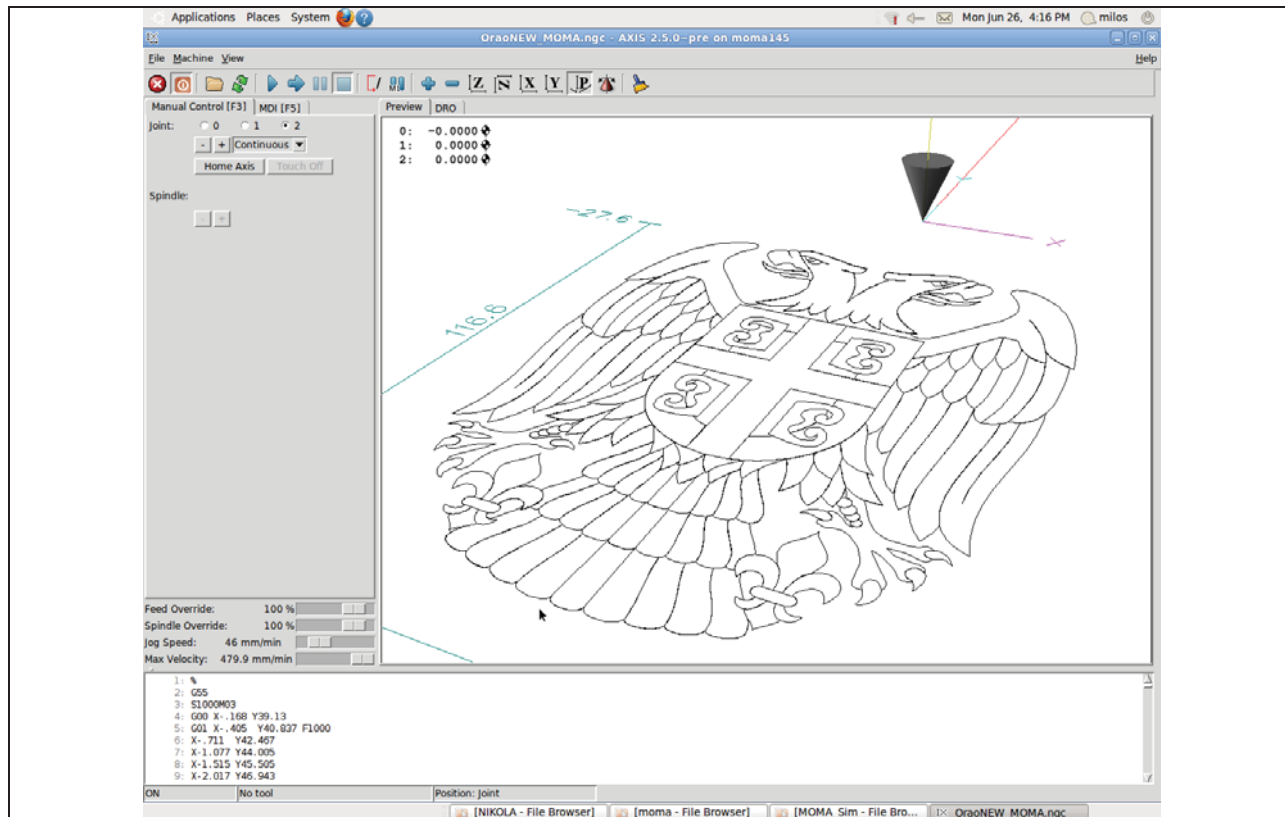 Applications Places System
Mon Jun 26, 4:16 PM milos
OraoNEW_MOMA.ngc - AXIS 2.5.0~pre on moma145
File Machine View Help
Manual Control [F3] MDI [F5]
Preview DRO
Joint: 0 1 2
- + Continuous
Home Axis Touch Off
Spindle:
- +
0: -0.0000
1: 0.0000
2: 0.0000
-27.6
116.6
X
Feed Override: 100 %
Spindle Override: 100 %
Jog Speed: 46 mm/min
Max Velocity: 479.9 mm/min
1: %
2: G55
3: S1000M03
4: G00 X-.168 Y39.13
5: G01 X-.405 Y40.837 F1000
6: X-.711 Y42.467
7: X-1.077 Y44.005
8: X-1.515 Y45.505
9: X-2.017 Y46.943
ON No tool Position: Joint
[NIKOLA - File Browser] [moma - File Browser] [MOMA_Sim - File Bro... OraoNEW_MOMA.ngc